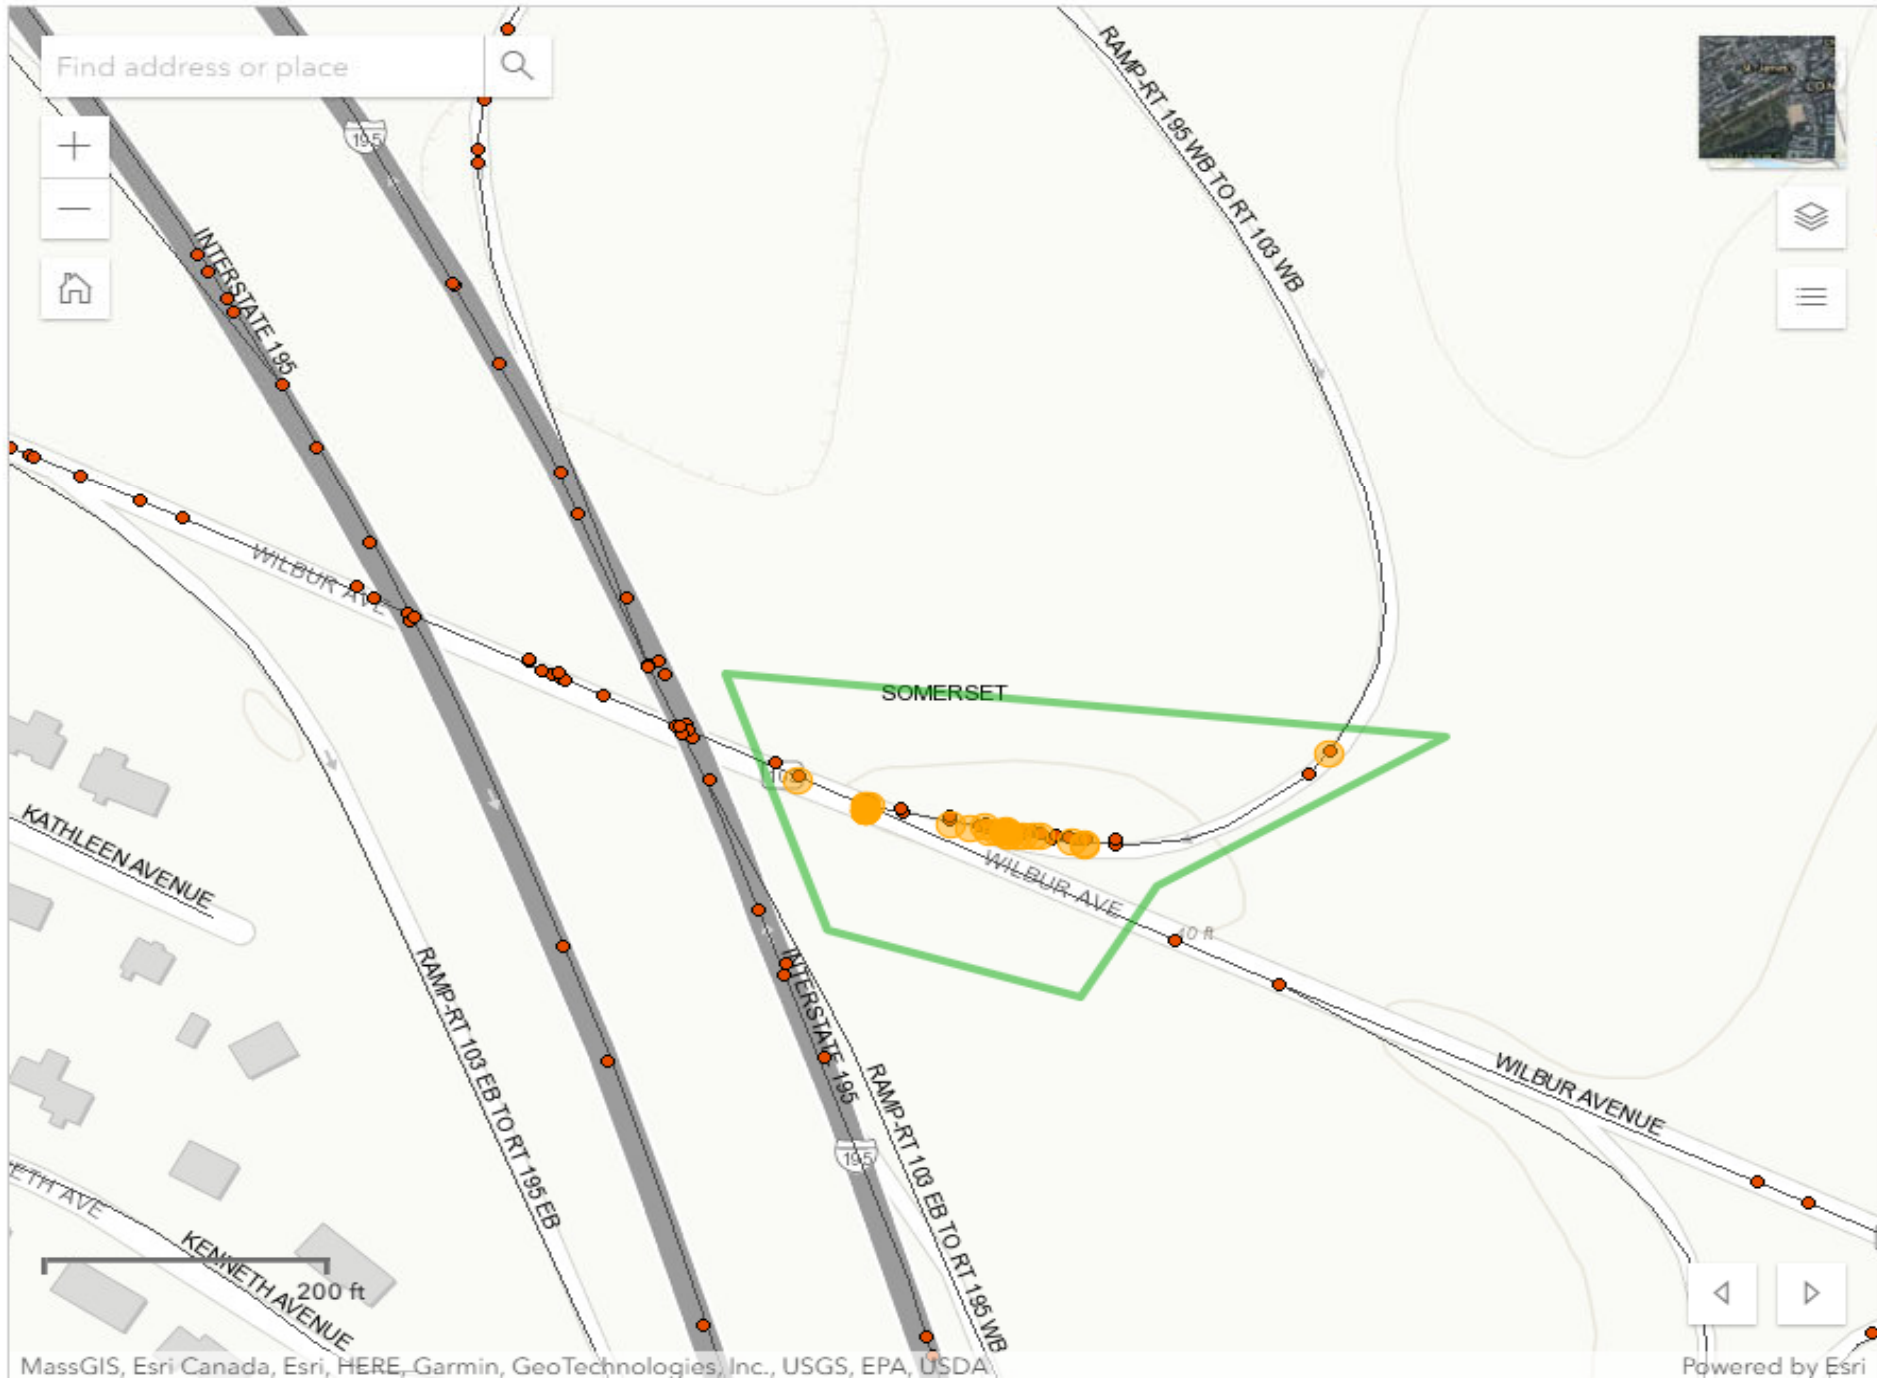 Find address or place
195
RAMP-RT 195 WB TO RT 103 WB
INTERSTATE 195
WILBUR AVE
SOMERSET
WILBUR AVE
40 ft
KATHLEEN AVENUE
RAMP-RT 103 EB TO RT 195 EB
INTERSTATE 195
RAMP-RT 103 EB TO RT 195 WB
WILBUR AVENUE
195
ETH AVE
KENNETH AVENUE
200 ft
MassGIS, Esri Canada, Esri, HERE, Garmin, GeoTechnologies, Inc., USGS, EPA, USDA
Powered by Esri